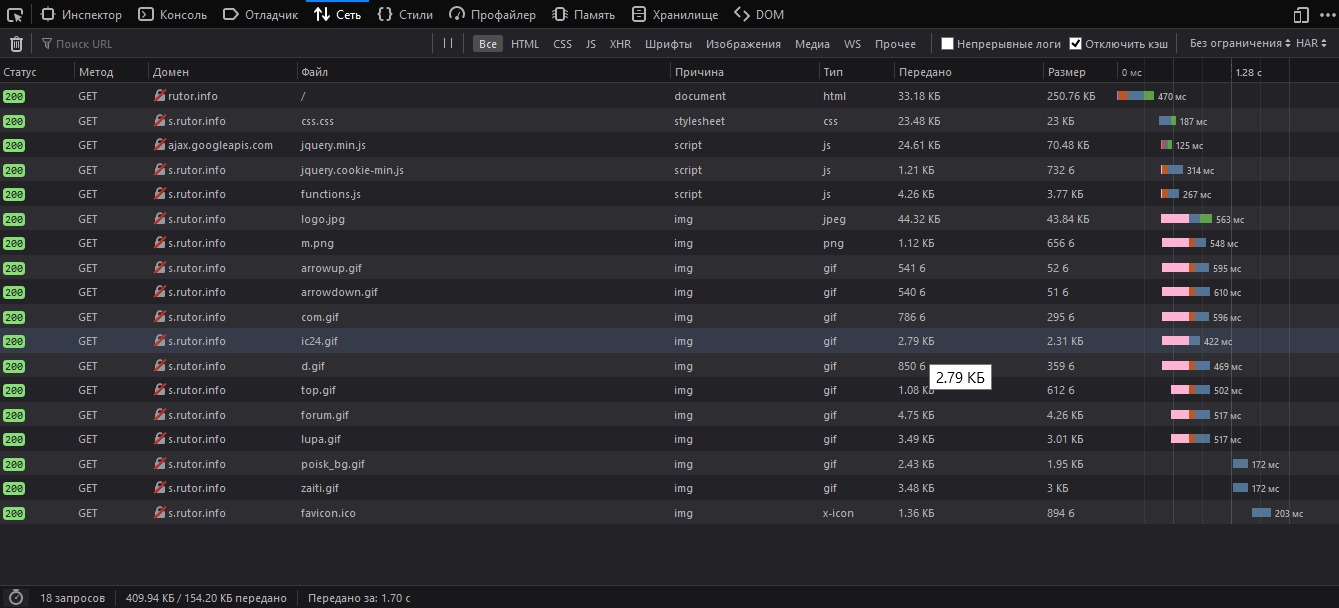 Инспектор Консоль Отладчик Сеть Стили Профайлер Память Хранилище DOM
Поиск URL Все HTML CSS JS XHR Шрифты Изображения Медиа WS Прочее Непрерывные логи Отключить кэш Без ограничения HAR
Статус Метод Домен Файл Причина Тип Передано Размер 0 мс 1.28 с
200 GET rutor.info / document html 33.18 КБ 250.76 КБ 470 мс
200 GET s.rutor.info css.css stylesheet css 23.48 КБ 23 КБ 187 мс
200 GET ajax.googleapis.com jquery.min.js script js 24.61 КБ 70.48 КБ 125 мс
200 GET s.rutor.info jquery.cookie-min.js script js 1.21 КБ 732 б 314 мс
200 GET s.rutor.info functions.js script js 4.26 КБ 3.77 КБ 267 мс
200 GET s.rutor.info logo.jpg img jpeg 44.32 КБ 43.84 КБ 563 мс
200 GET s.rutor.info m.png img png 1.12 КБ 656 б 548 мс
200 GET s.rutor.info arrowup.gif img gif 541 б 52 б 595 мс
200 GET s.rutor.info arrowdown.gif img gif 540 б 51 б 610 мс
200 GET s.rutor.info com.gif img gif 786 б 295 б 596 мс
200 GET s.rutor.info ic24.gif img gif 2.79 КБ 2.31 КБ 422 мс
200 GET s.rutor.info d.gif img gif 850 б 359 б 469 мс
2.79 КБ
200 GET s.rutor.info top.gif img gif 1.08 КБ 612 б 502 мс
200 GET s.rutor.info forum.gif img gif 4.75 КБ 4.26 КБ 517 мс
200 GET s.rutor.info lupa.gif img gif 3.49 КБ 3.01 КБ 517 мс
200 GET s.rutor.info poisk_bg.gif img gif 2.43 КБ 1.95 КБ 172 мс
200 GET s.rutor.info zaiti.gif img gif 3.48 КБ 3 КБ 172 мс
200 GET s.rutor.info favicon.ico img x-icon 1.36 КБ 894 б 203 мс
18 запросов 409.94 КБ / 154.20 КБ передано Передано за: 1.70 с